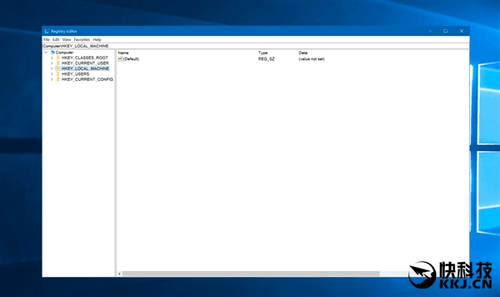 Registry Editor
File Edit View Favorites Help
Computer\HKEY_LOCAL_MACHINE
Computer
HKEY_CLASSES_ROOT
HKEY_CURRENT_USER
HKEY_LOCAL_MACHINE
HKEY_USERS
HKEY_CURRENT_CONFIG
Name Type Data
(Default) REG_SZ (value not set)
快科技
KKJ.CN